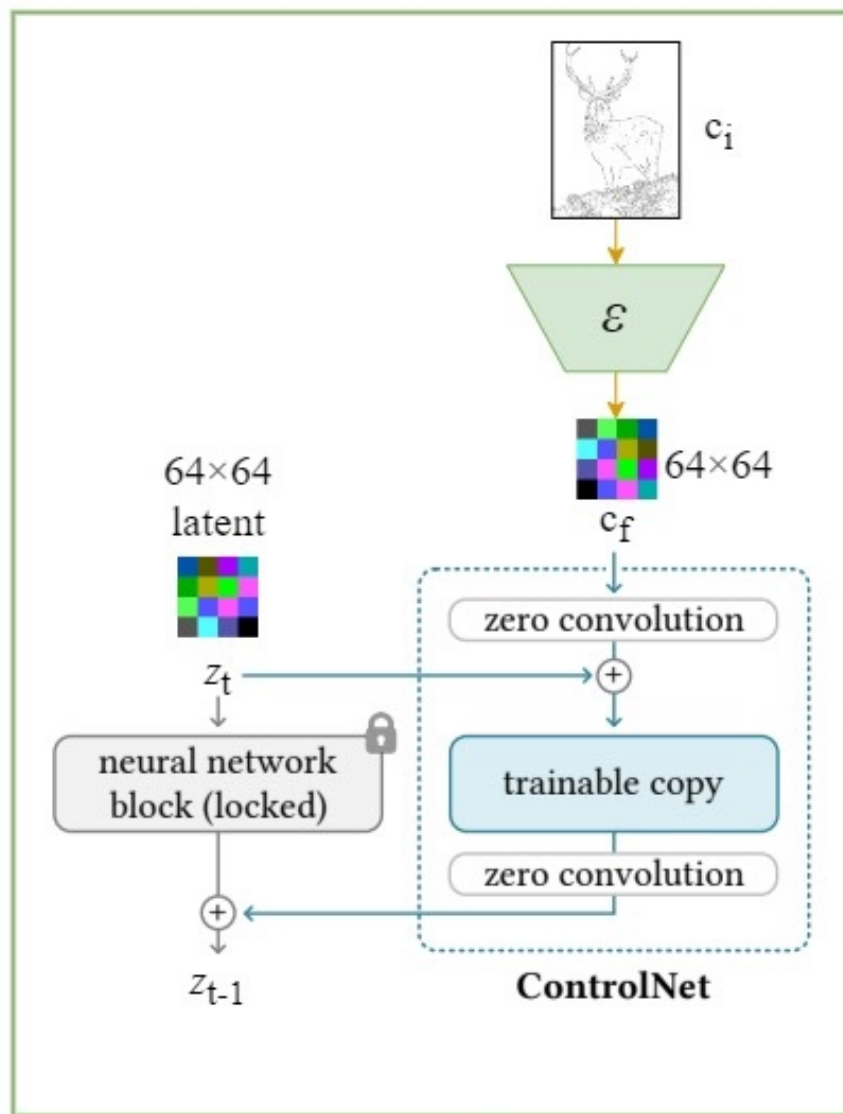 c_i
ε
64×64
c_f
64×64
latent
z_t
zero convolution
+
neural network
block (locked)
trainable copy
zero convolution
+
z_t-1
ControlNet